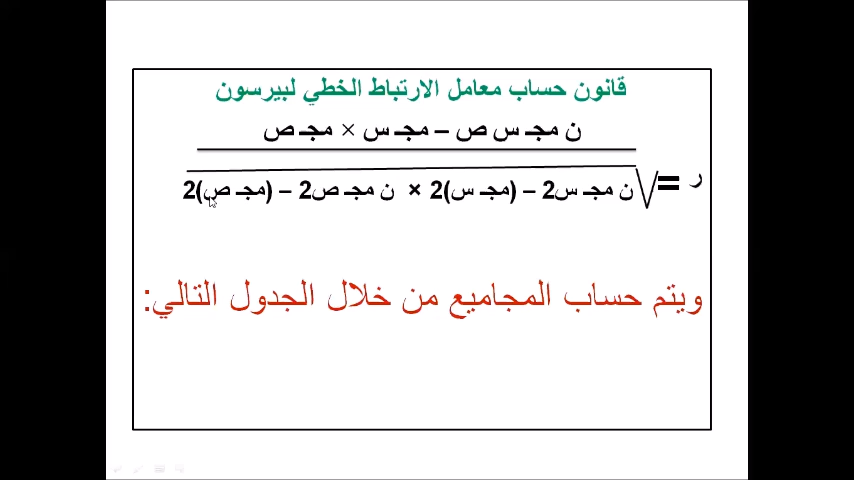 قانون حساب معامل الارتباط الخطي لبيرسون
ن مجـ س ص – مجـ س × مجـ ص
ر =
ن مجـ س2 – (مجـ س)2 × ن مجـ ص2 – (مجـ ص)2
ويتم حساب المجاميع من خلال الجدول التالي: